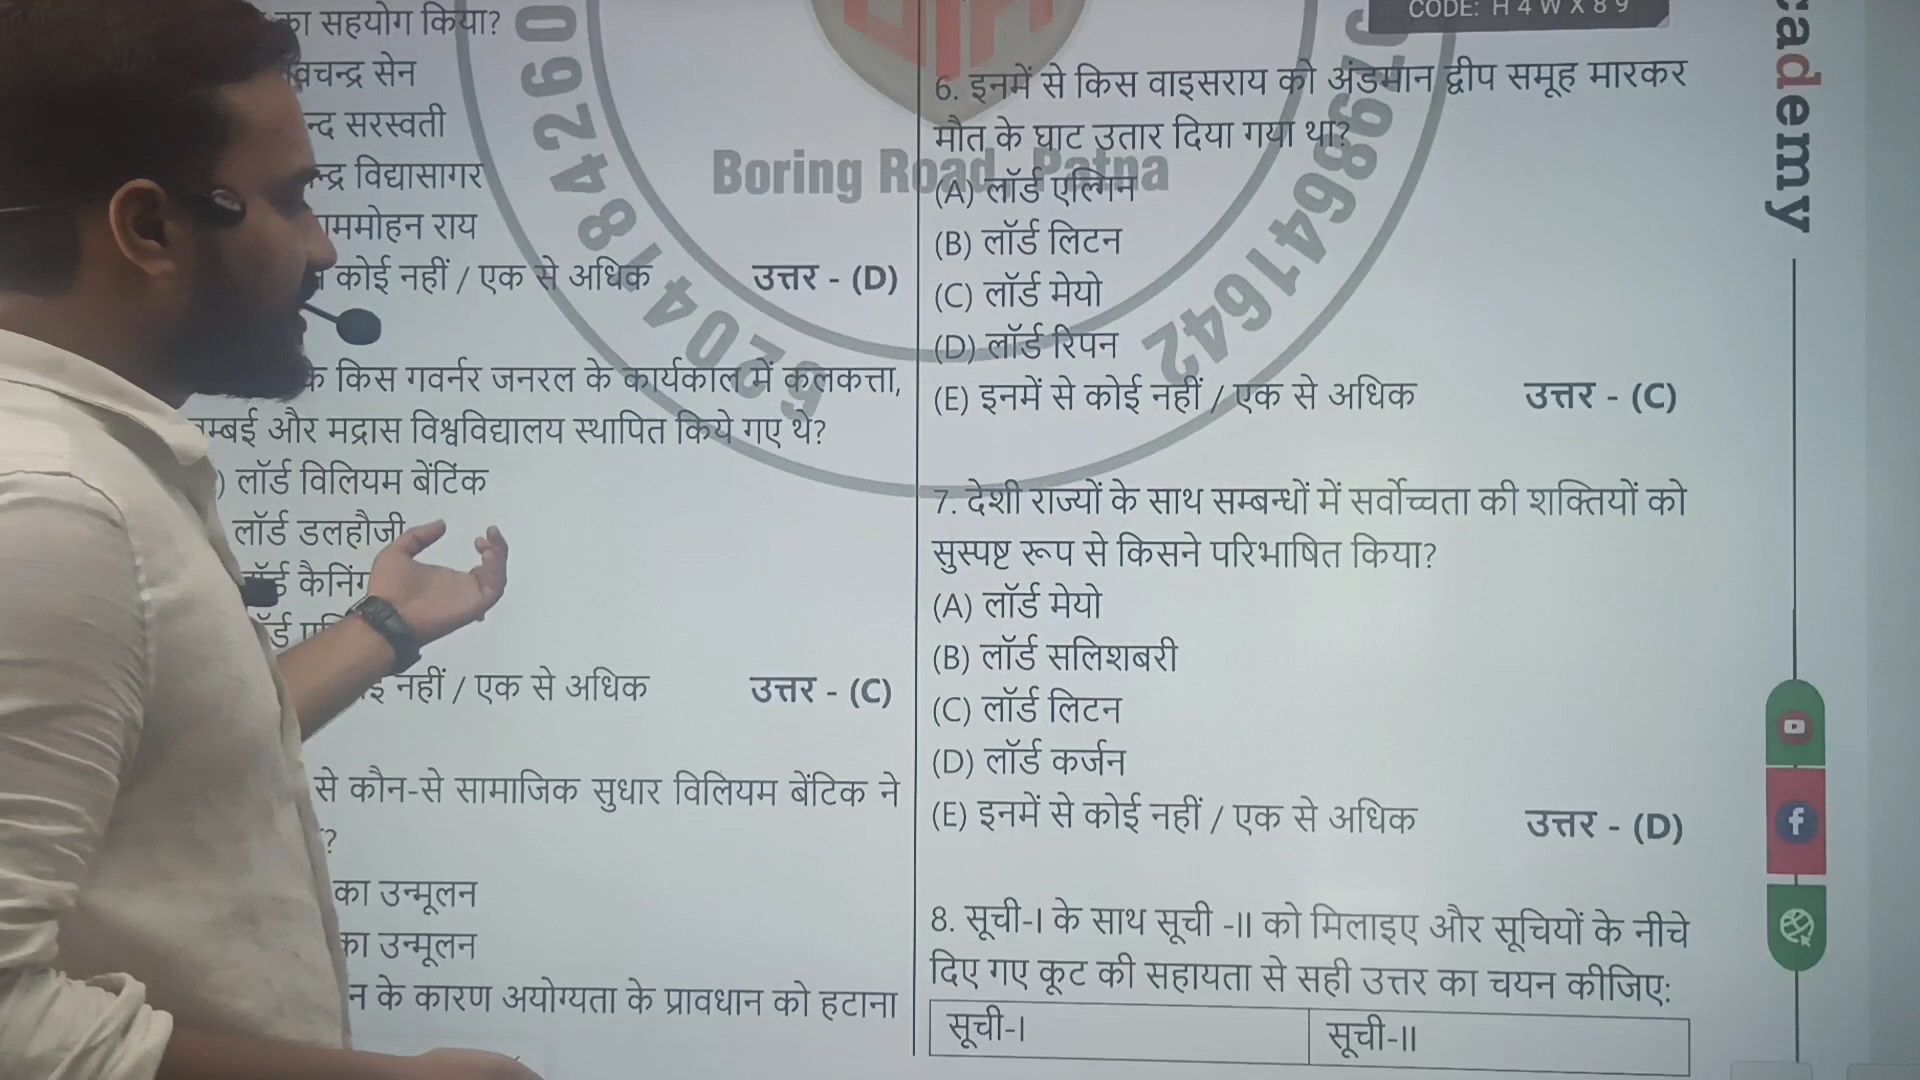 का सहयोग किया?
चन्द्र सेन
सरस्वती
विद्यासागर
राममोहन राय
कोई नहीं / एक से अधिक उत्तर - (D)
किस गवर्नर जनरल के कार्यकाल में कलकत्ता,
बम्बई और मद्रास विश्वविद्यालय स्थापित किये गए थे?
) लॉर्ड विलियम बेंटिंक
लॉर्ड डलहौजी
लॉर्ड कैनिंग
नहीं / एक से अधिक उत्तर - (C)
से कौन-से सामाजिक सुधार विलियम बेंटिक ने
?
का उन्मूलन
का उन्मूलन
के कारण अयोग्यता के प्रावधान को हटाना
6. इनमें से किस वाइसराय को अंडमान द्वीप समूह मारकर
मौत के घाट उतार दिया गया था?
(A) लॉर्ड एल्गिन
(B) लॉर्ड लिटन
(C) लॉर्ड मेयो
(D) लॉर्ड रिपन
(E) इनमें से कोई नहीं / एक से अधिक उत्तर - (C)
7. देशी राज्यों के साथ सम्बन्धों में सर्वोच्चता की शक्तियों को
सुस्पष्ट रूप से किसने परिभाषित किया?
(A) लॉर्ड मेयो
(B) लॉर्ड सलिशबरी
(C) लॉर्ड लिटन
(D) लॉर्ड कर्जन
(E) इनमें से कोई नहीं / एक से अधिक उत्तर - (D)
8. सूची-I के साथ सूची -II को मिलाइए और सूचियों के नीचे
दिए गए कूट की सहायता से सही उत्तर का चयन कीजिए:
सूची-I सूची-II
Boring Road, Patna
CODE: H4WX89
cademy